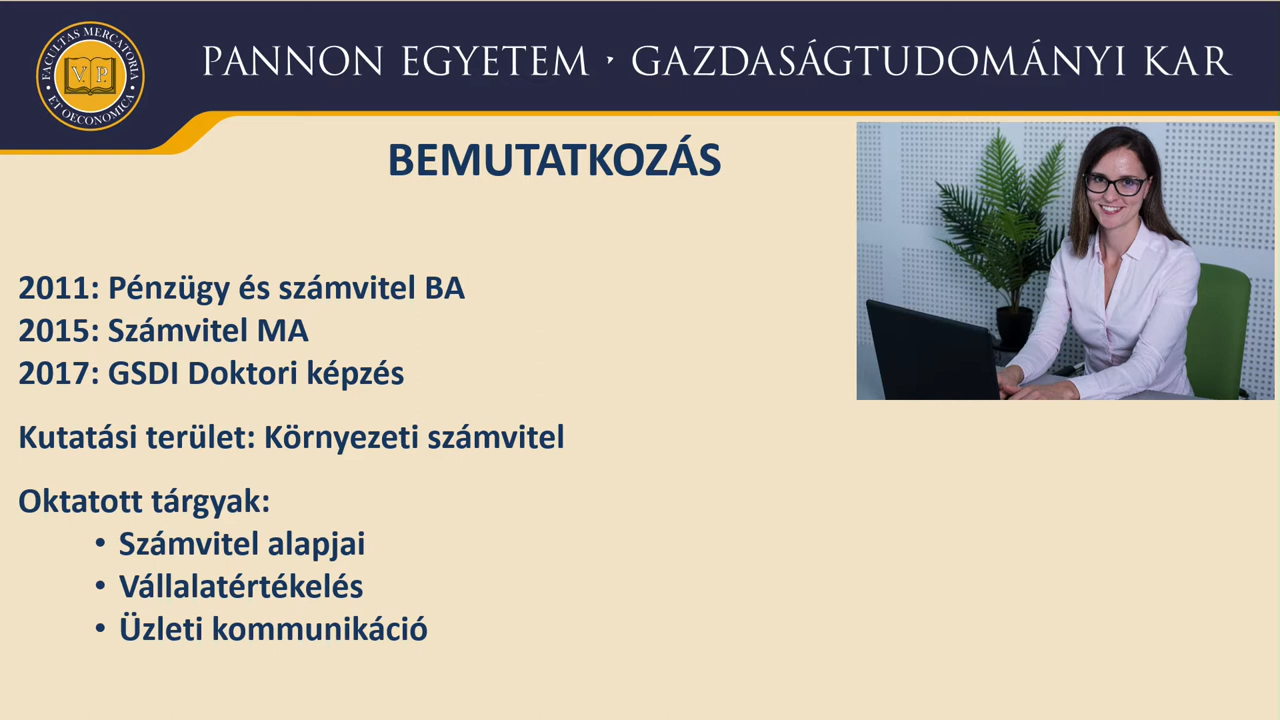 FACULTAS MERCATORIA
V.P.
ET OECONOMICA
PANNON EGYETEM · GAZDASÁGTUDOMÁNYI KAR
BEMUTATKOZÁS
2011: Pénzügy és számvitel BA
2015: Számvitel MA
2017: GSDI Doktori képzés
Kutatási terület: Környezeti számvitel
Oktatott tárgyak:
• Számvitel alapjai
• Vállalatértékelés
• Üzleti kommunikáció